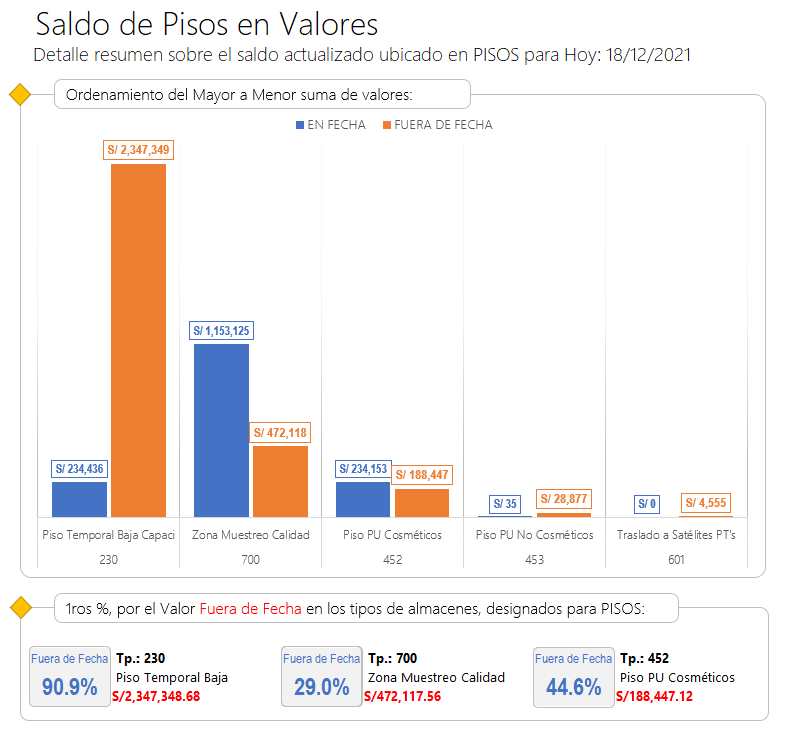 Saldo de Pisos en Valores
Detalle resumen sobre el saldo actualizado ubicado en PISOS para Hoy: 18/12/2021
Ordenamiento del Mayor a Menor suma de valores:
EN FECHA FUERA DE FECHA
S/ 2,347,349
S/ 1,153,125
S/ 472,118
S/ 234,436 S/ 234,153 S/ 188,447
S/ 35 S/ 28,877 S/ 0 S/ 4,555
Piso Temporal Baja Capaci Zona Muestreo Calidad Piso PU Cosméticos Piso PU No Cosméticos Traslado a Satélites PT's
230 700 452 453 601
1ros %, por el Valor Fuera de Fecha en los tipos de almacenes, designados para PISOS:
Fuera de Fecha
90.9%
Tp.: 230
Piso Temporal Baja
S/2,347,348.68
Fuera de Fecha
29.0%
Tp.: 700
Zona Muestreo Calidad
S/472,117.56
Fuera de Fecha
44.6%
Tp.: 452
Piso PU Cosméticos
S/188,447.12